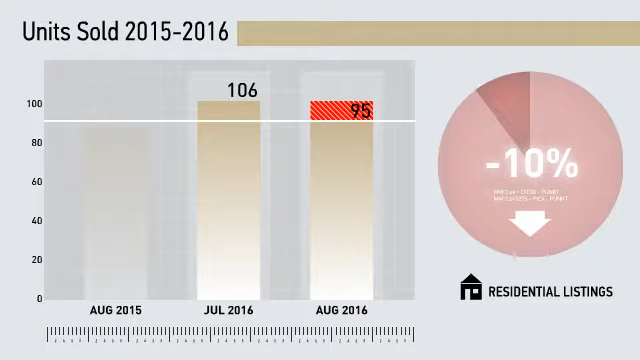 Units Sold 2015-2016
106
95
100
80
60
40
20
0
AUG 2015
JUL 2016
AUG 2016
-10%
RESIDENTIAL LISTINGS